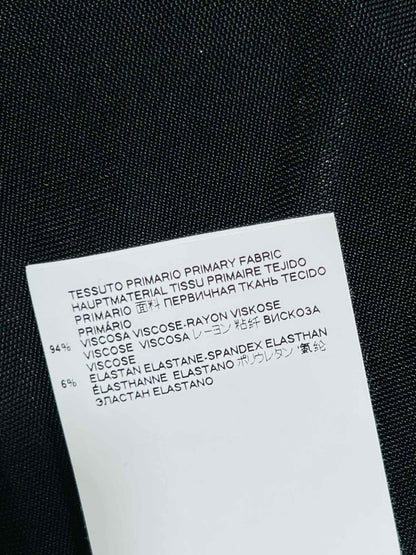 TESSUTO PRIMARIO PRIMARY FABRIC
HAUPTMATERIAL TISSU PRIMAIRE TEJIDO
PRIMARIO 面料 ПЕРВИЧНАЯ ТКАНЬ TECIDO
PRIMÁRIO
94% VISCOSA VISCOSE-RAYON VISKOSE
VISCOSE VISCOSA レーヨン 粘纤 ВИСКОЗА
VISCOSE
6% ELASTAN ELASTANE-SPANDEX ELASTHAN
ÉLASTHANNE ELASTANO ポリウレタン 氨纶
ЭЛАСТАН ELASTANO